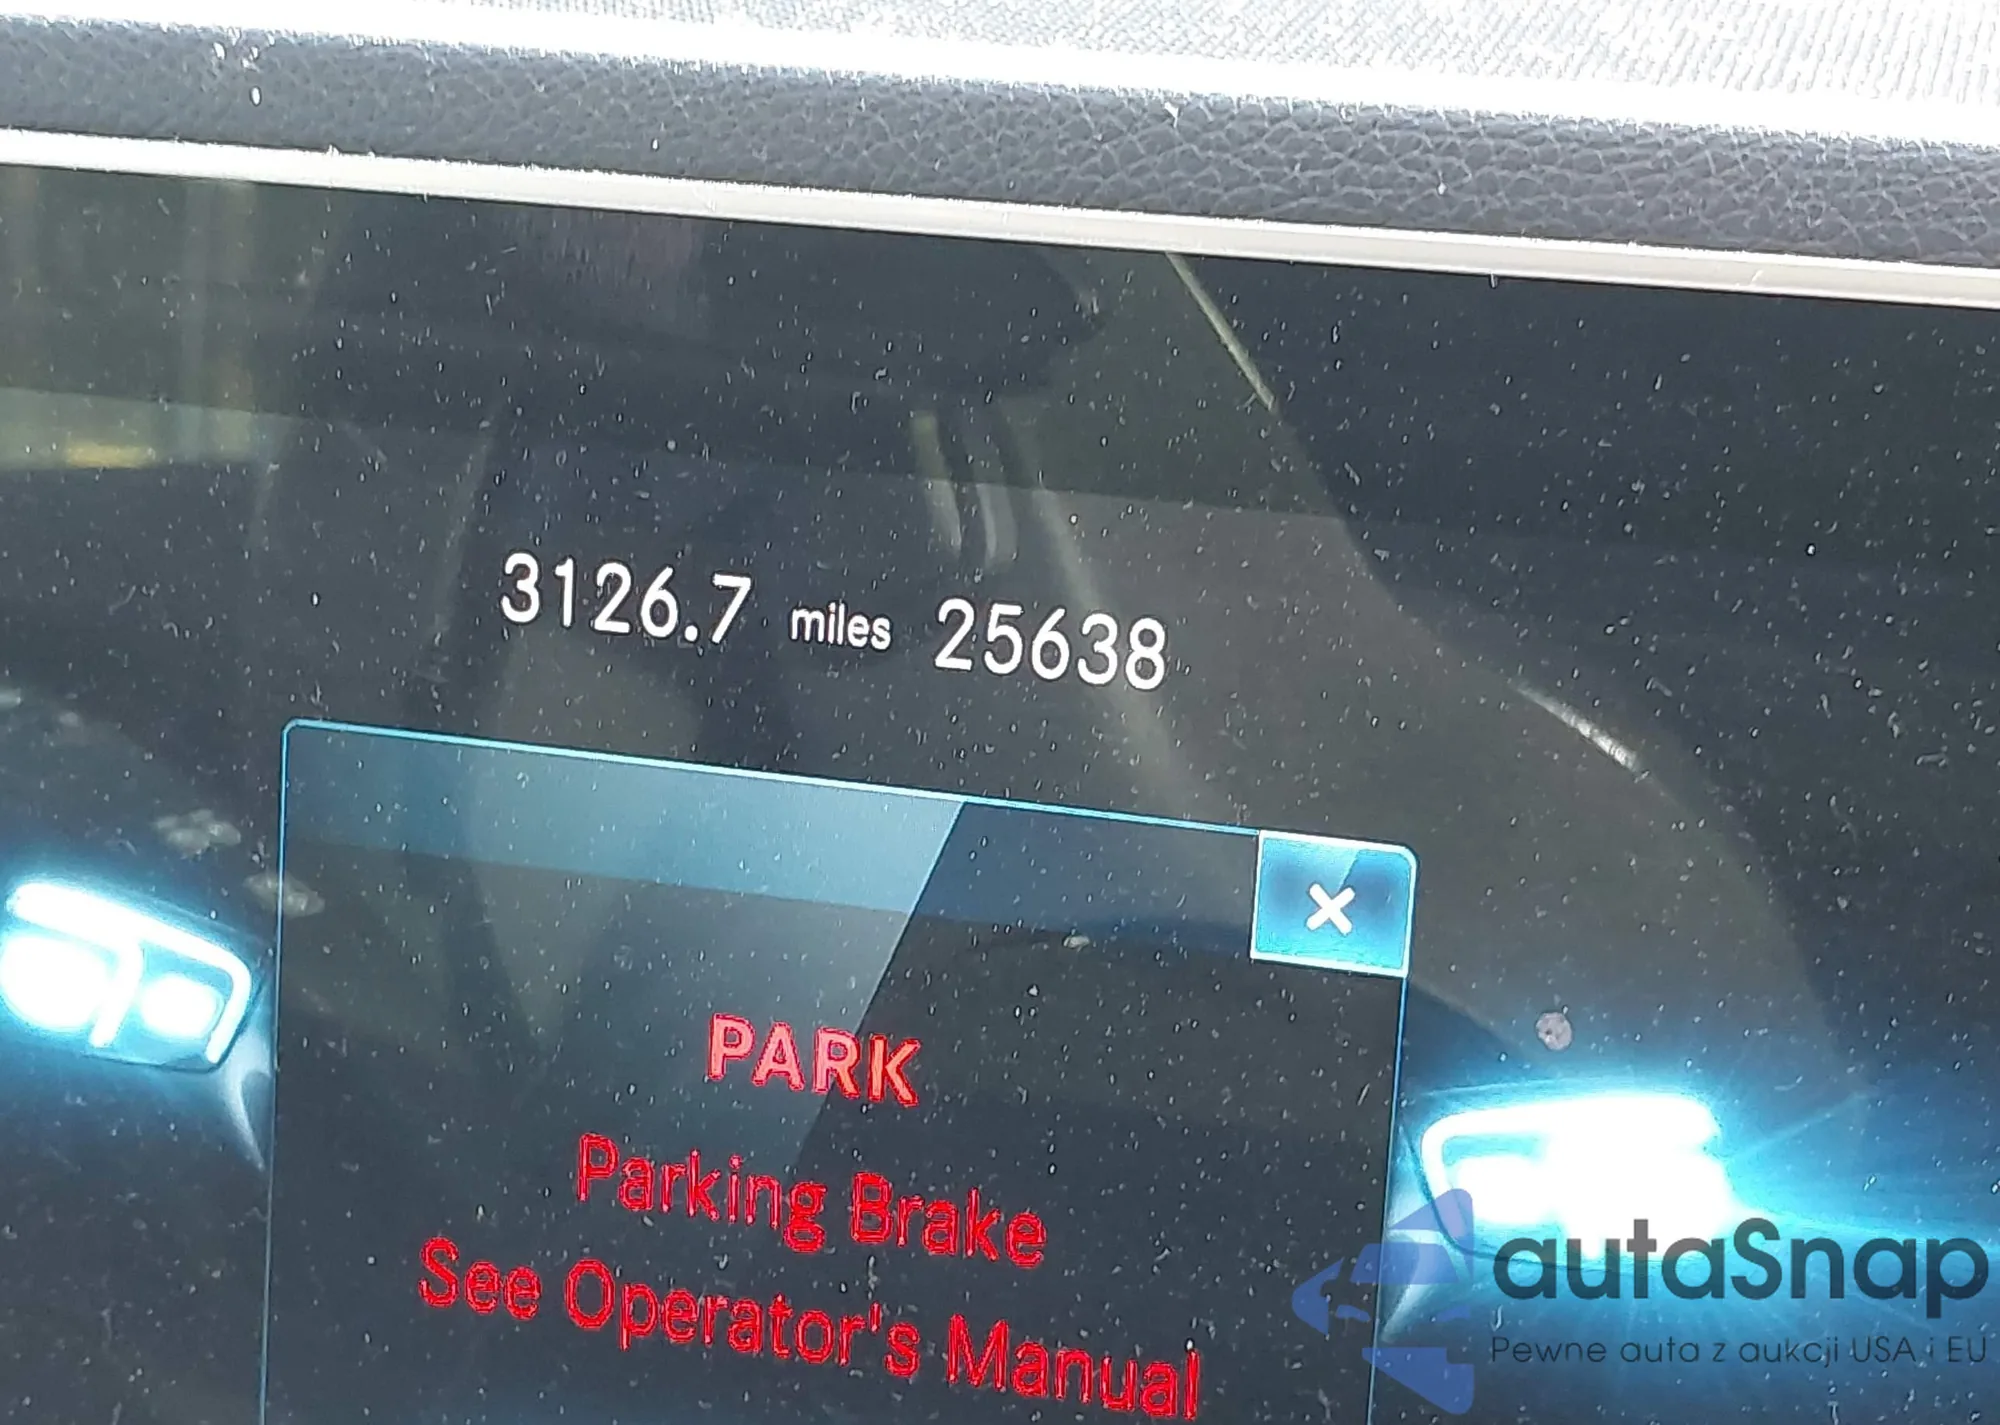 3126.7 miles 25638
×
PARK
Parking Brake
See Operator's Manual
autaSnap
Pewne auta z aukcji USA i EU